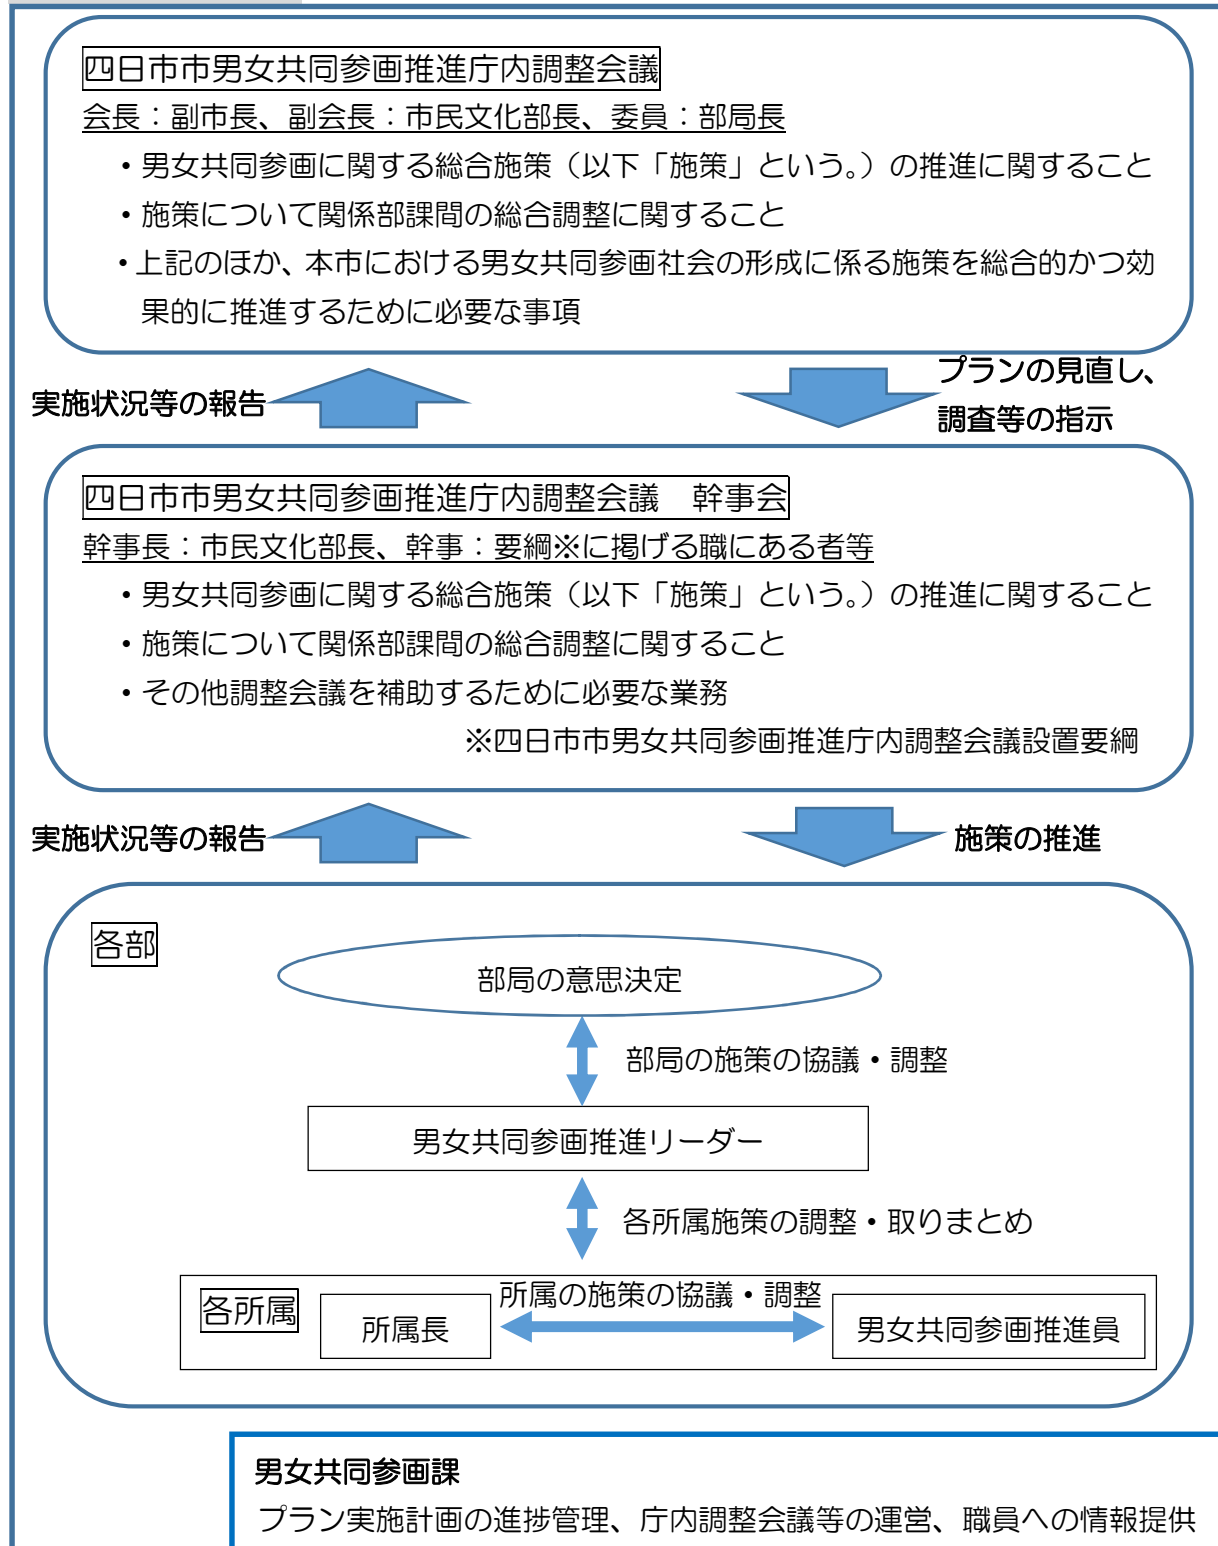 四日市市男女共同参画推進庁内調整会議
会長：副市長、副会長：市民文化部長、委員：部局長
・男女共同参画に関する総合施策（以下「施策」という。）の推進に関すること
・施策について関係部課間の総合調整に関すること
・上記のほか、本市における男女共同参画社会の形成に係る施策を総合的かつ効
果的に推進するために必要な事項
実施状況等の報告
プランの見直し、
調査等の指示
四日市市男女共同参画推進庁内調整会議　幹事会
幹事長：市民文化部長、幹事：要綱※に掲げる職にある者等
・男女共同参画に関する総合施策（以下「施策」という。）の推進に関すること
・施策について関係部課間の総合調整に関すること
・その他調整会議を補助するために必要な業務
※四日市市男女共同参画推進庁内調整会議設置要綱
実施状況等の報告
施策の推進
各部
部局の意思決定
部局の施策の協議・調整
男女共同参画推進リーダー
各所属施策の調整・取りまとめ
各所属
所属の施策の協議・調整
所属長
男女共同参画推進員
男女共同参画課
プラン実施計画の進捗管理、庁内調整会議等の運営、職員への情報提供